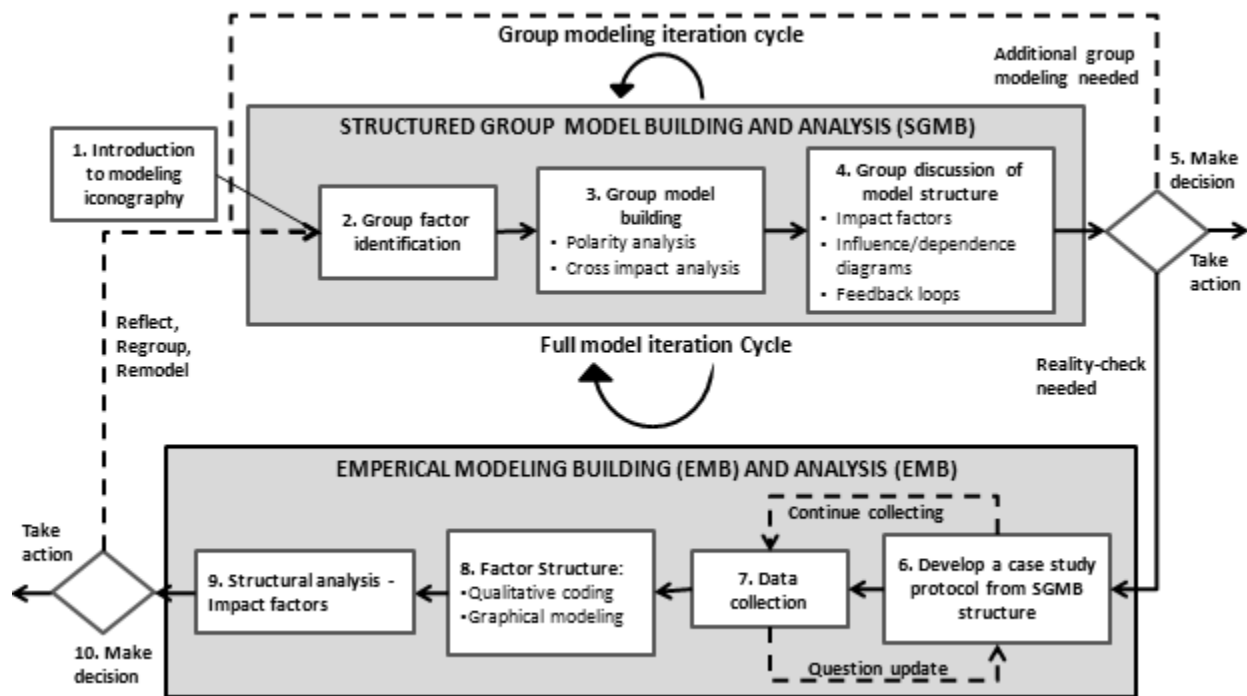 Group modeling iteration cycle
Additional group
modeling needed
STRUCTURED GROUP MODEL BUILDING AND ANALYSIS (SGMB)
1. Introduction
to modeling
iconography
2. Group factor
identification
3. Group model
building
▪ Polarity analysis
▪ Cross impact analysis
4. Group discussion of
model structure
▪ Impact factors
▪ Influence/dependence
diagrams
▪ Feedback loops
5. Make
decision
Take
action
Reflect,
Regroup,
Remodel
Full model iteration Cycle
Reality-check
needed
EMPERICAL MODELING BUILDING (EMB) AND ANALYSIS (EMB)
Continue collecting
6. Develop a case study
protocol from SGMB
structure
7. Data
collection
Question update
8. Factor Structure:
•Qualitative coding
•Graphical modeling
9. Structural analysis -
Impact factors
Take
action
10. Make
decision